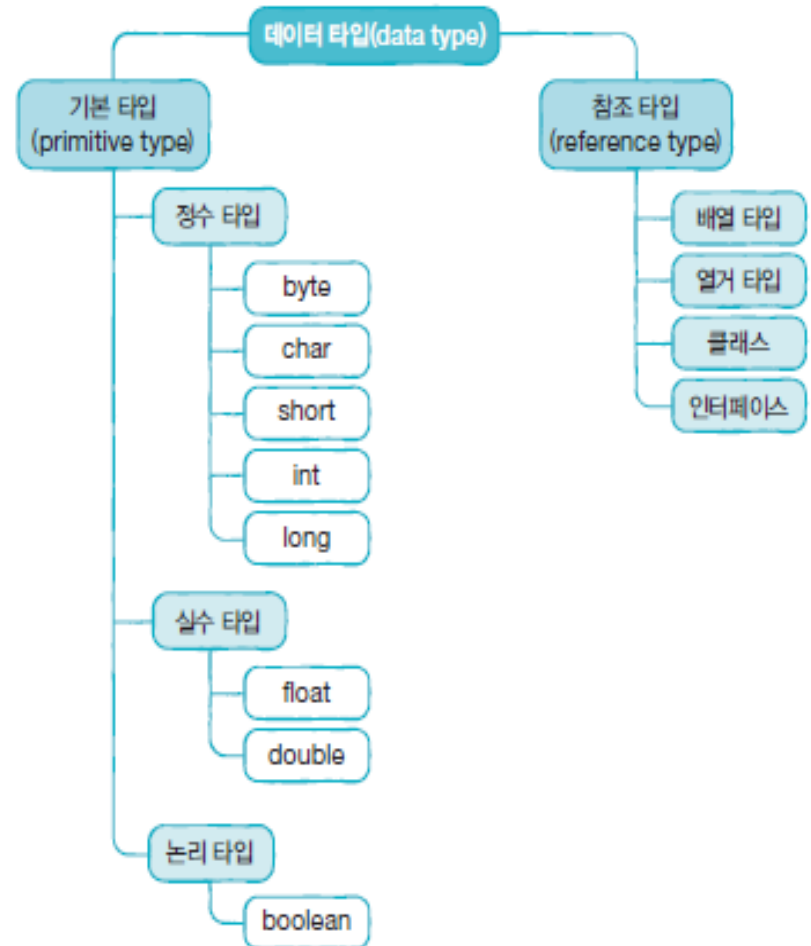 데이터 타입(data type)
기본 타입
(primitive type)
정수 타입
byte
char
short
int
long
실수 타입
float
double
논리 타입
boolean
참조 타입
(reference type)
배열 타입
열거 타입
클래스
인터페이스